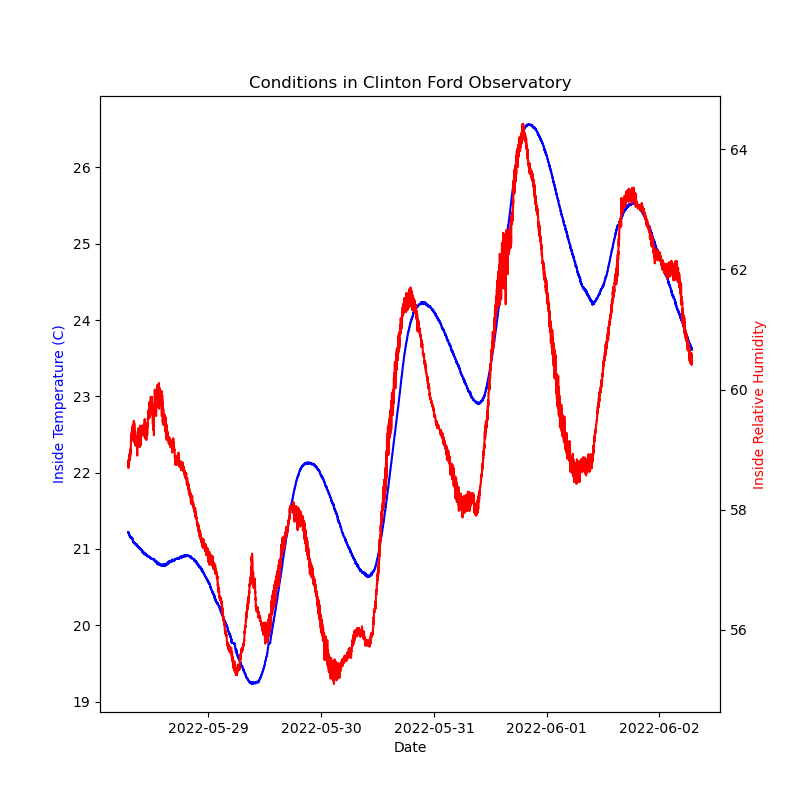 Conditions in Clinton Ford Observatory
Inside Temperature (C)
26
25
24
23
22
21
20
19
64
62
60
58
56
Inside Relative Humidity
2022-05-29 2022-05-30 2022-05-31 2022-06-01 2022-06-02
Date